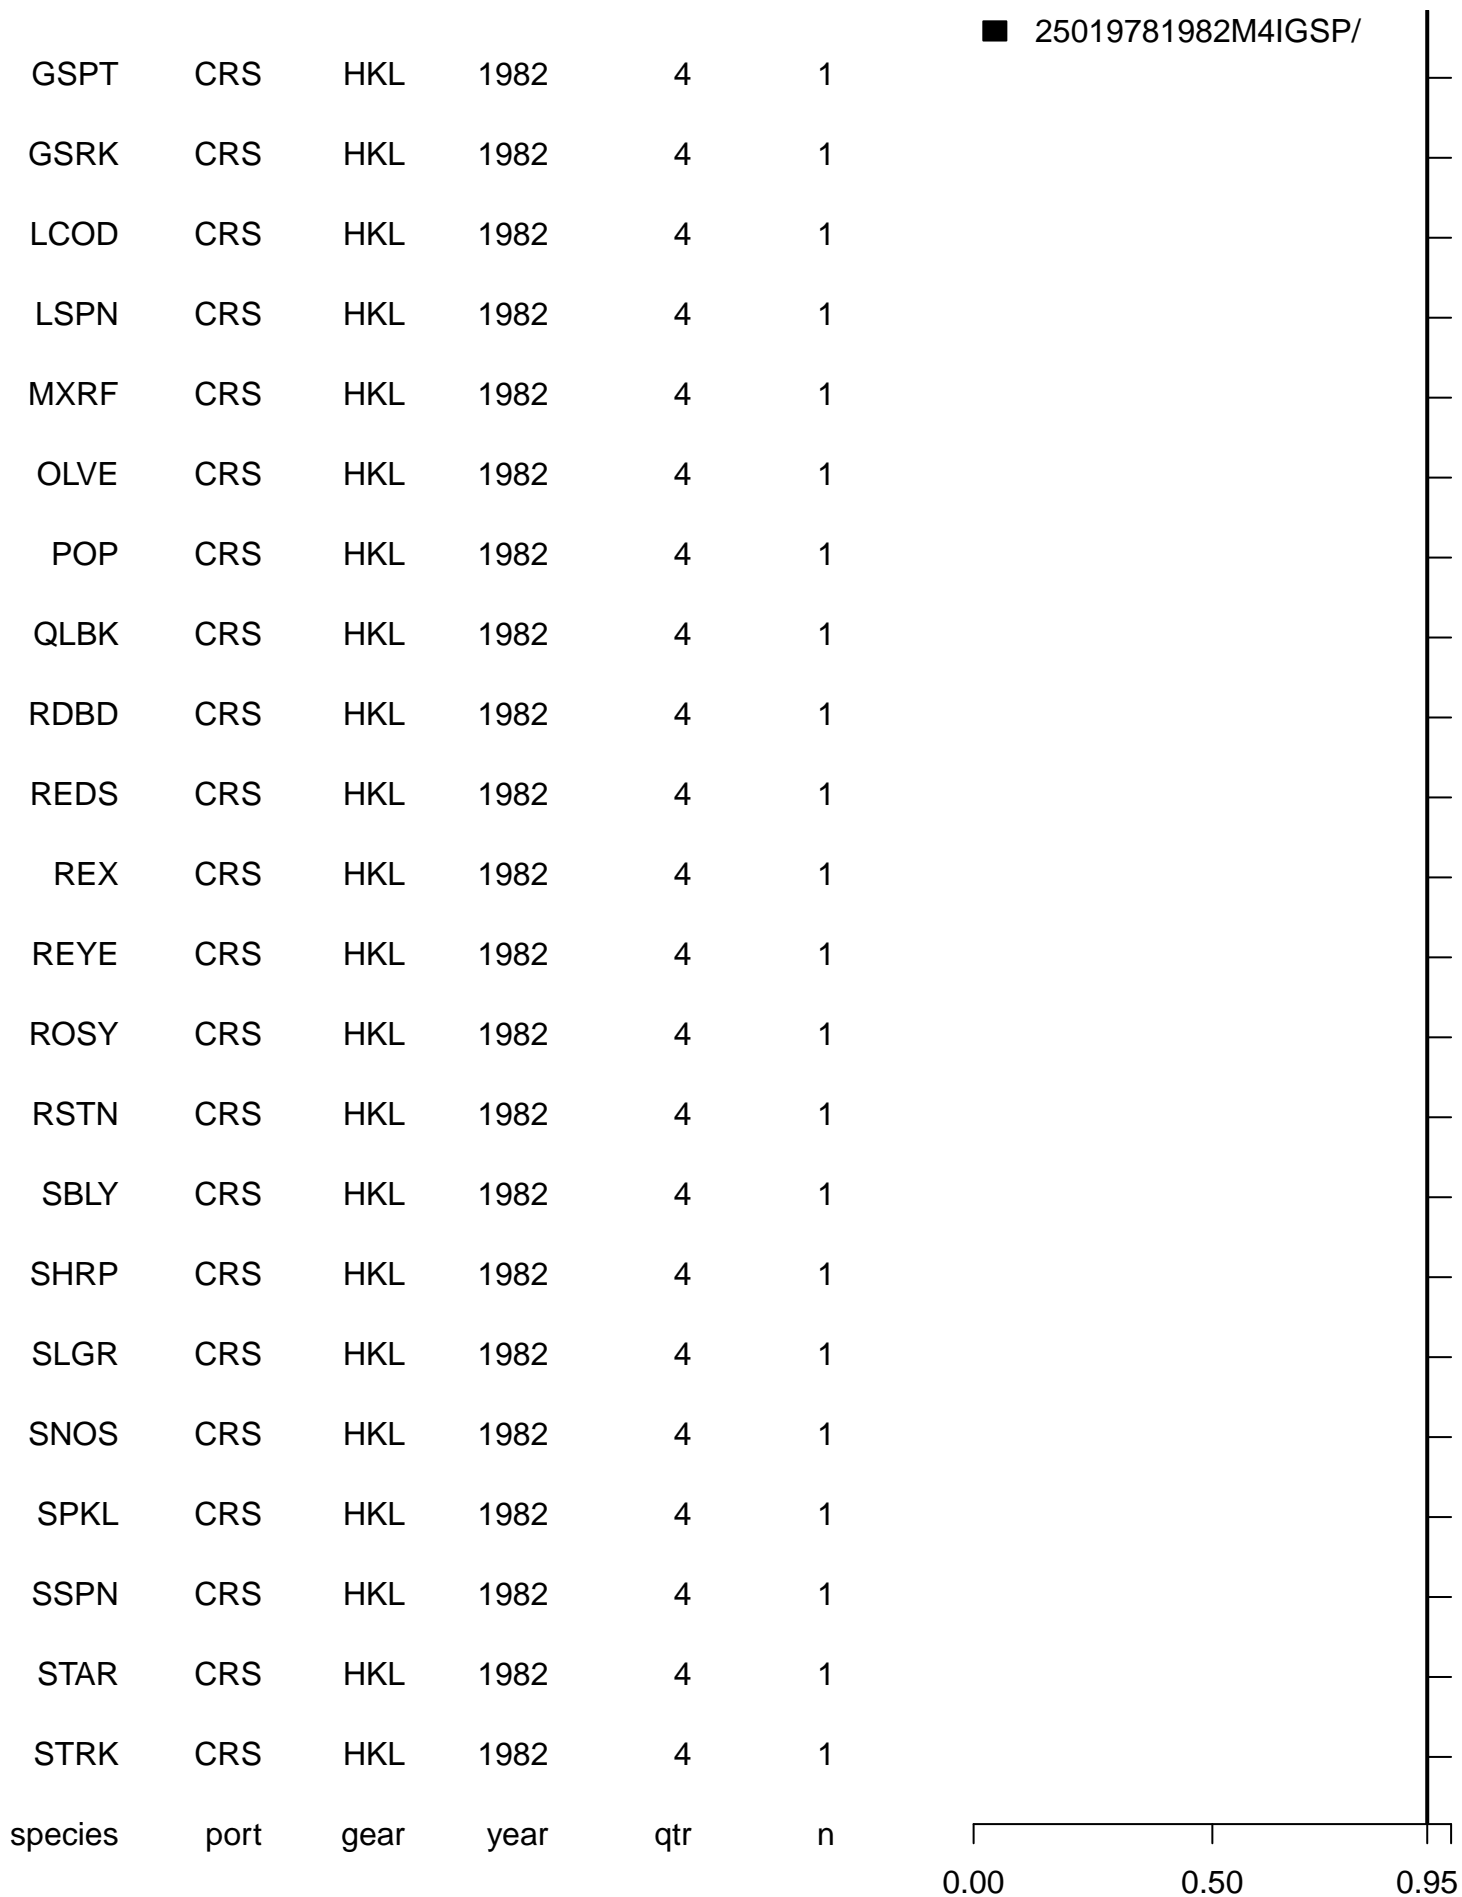 25019781982M4IGSP/
GSPT CRS HKL 1982 4 1
GSRK CRS HKL 1982 4 1
LCOD CRS HKL 1982 4 1
LSPN CRS HKL 1982 4 1
MXRF CRS HKL 1982 4 1
OLVE CRS HKL 1982 4 1
POP CRS HKL 1982 4 1
QLBK CRS HKL 1982 4 1
RDBD CRS HKL 1982 4 1
REDS CRS HKL 1982 4 1
REX CRS HKL 1982 4 1
REYE CRS HKL 1982 4 1
ROSY CRS HKL 1982 4 1
RSTN CRS HKL 1982 4 1
SBLY CRS HKL 1982 4 1
SHRP CRS HKL 1982 4 1
SLGR CRS HKL 1982 4 1
SNOS CRS HKL 1982 4 1
SPKL CRS HKL 1982 4 1
SSPN CRS HKL 1982 4 1
STAR CRS HKL 1982 4 1
STRK CRS HKL 1982 4 1
species port gear year qtr n
0.00 0.50 0.95